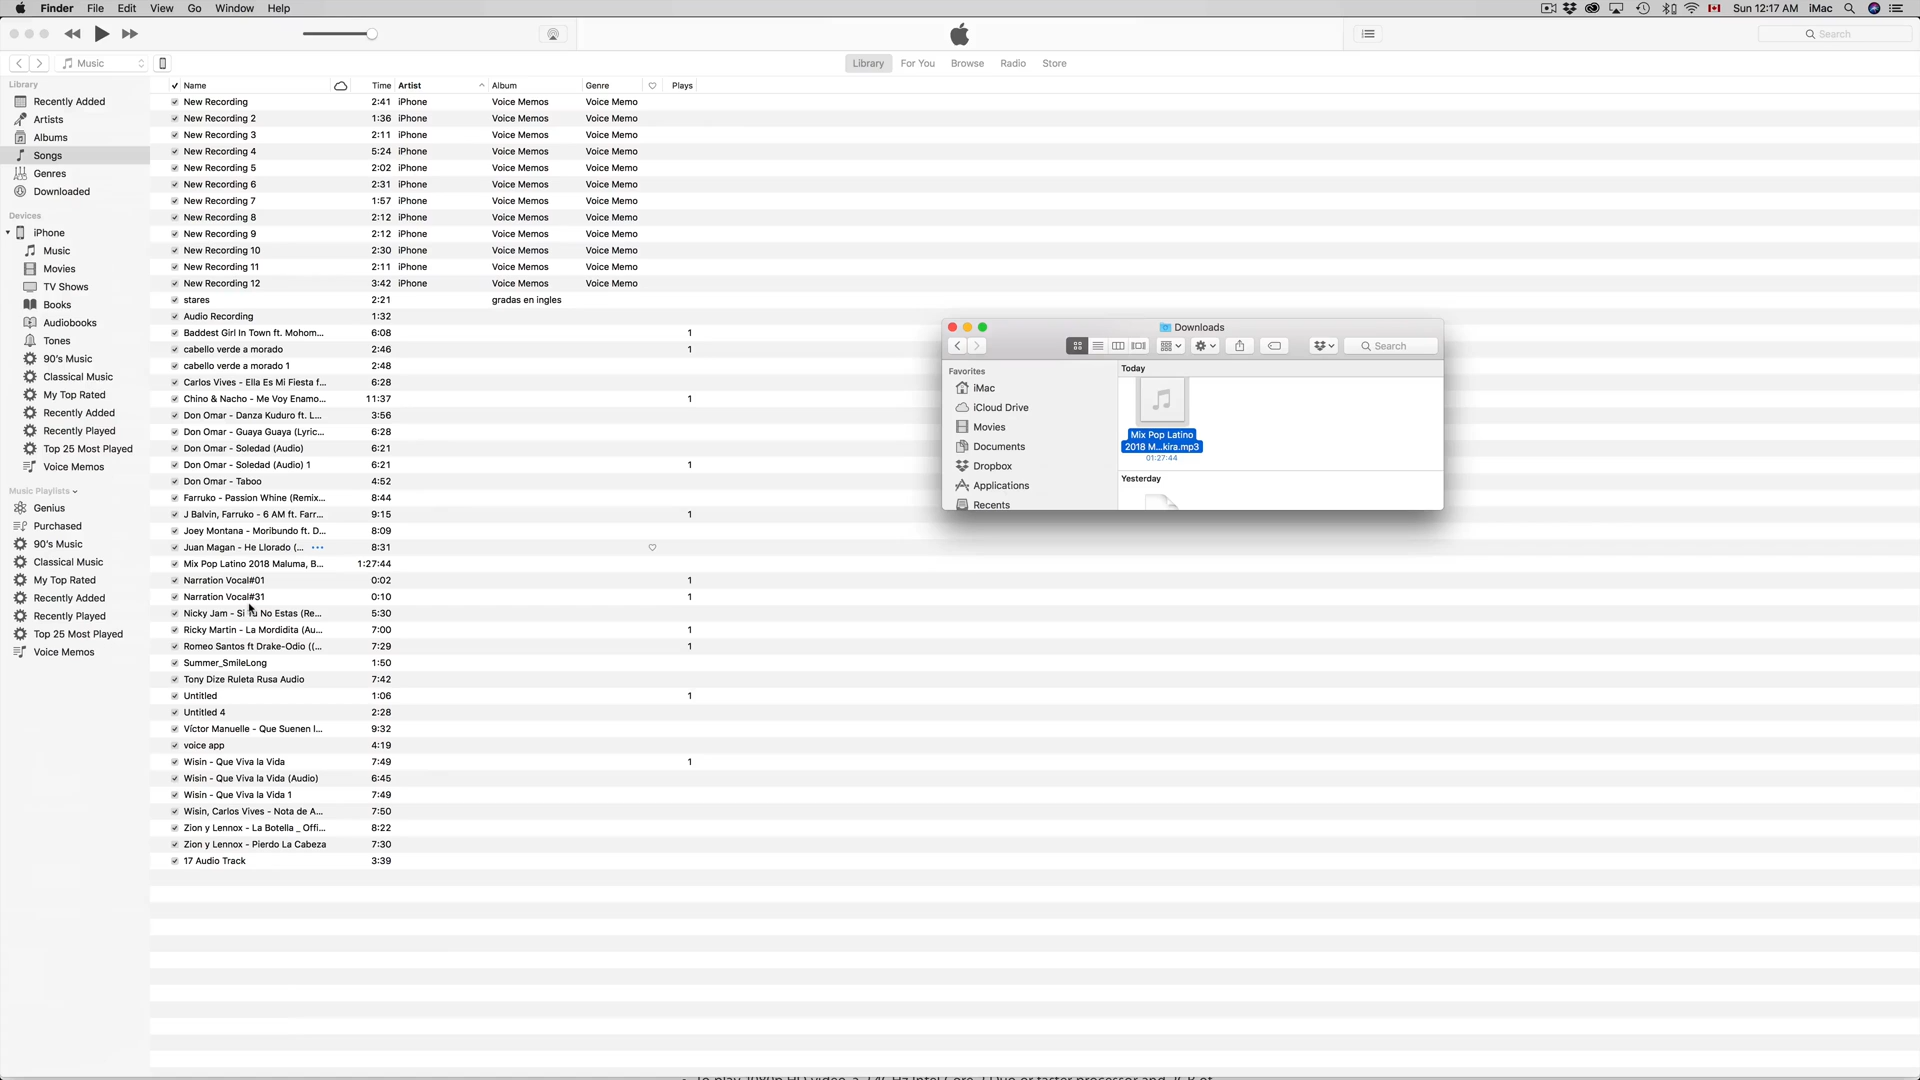 Finder File Edit View Go Window Help Sun 12:17 AM iMac
Search
Music Library For You Browse Radio Store
Library
Recently Added
Artists
Albums
Songs
Genres
Downloaded
Devices
iPhone
Music
Movies
TV Shows
Books
Audiobooks
Tones
90's Music
Classical Music
My Top Rated
Recently Added
Recently Played
Top 25 Most Played
Voice Memos
Music Playlists
Genius
Purchased
90's Music
Classical Music
My Top Rated
Recently Added
Recently Played
Top 25 Most Played
Voice Memos
Name Time Artist Album Genre Plays
New Recording 2:41 iPhone Voice Memos Voice Memo
New Recording 2 1:36 iPhone Voice Memos Voice Memo
New Recording 3 2:11 iPhone Voice Memos Voice Memo
New Recording 4 5:24 iPhone Voice Memos Voice Memo
New Recording 5 2:02 iPhone Voice Memos Voice Memo
New Recording 6 2:31 iPhone Voice Memos Voice Memo
New Recording 7 1:57 iPhone Voice Memos Voice Memo
New Recording 8 2:12 iPhone Voice Memos Voice Memo
New Recording 9 2:12 iPhone Voice Memos Voice Memo
New Recording 10 2:30 iPhone Voice Memos Voice Memo
New Recording 11 2:11 iPhone Voice Memos Voice Memo
New Recording 12 3:42 iPhone Voice Memos Voice Memo
stares 2:21 gradas en ingles
Audio Recording 1:32
Baddest Girl In Town ft. Mohom... 6:08 1
cabello verde a morado 2:46 1
cabello verde a morado 1 2:48
Carlos Vives - Ella Es Mi Fiesta f... 6:28
Chino & Nacho - Me Voy Enamo... 11:37 1
Don Omar - Danza Kuduro ft. L... 3:56
Don Omar - Guaya Guaya (Lyric... 6:28
Don Omar - Soledad (Audio) 6:21
Don Omar - Soledad (Audio) 1 6:21 1
Don Omar - Taboo 4:52
Farruko - Passion Whine (Remix... 8:44
J Balvin, Farruko - 6 AM ft. Farr... 9:15 1
Joey Montana - Moribundo ft. D... 8:09
Juan Magan - He Llorado (... ••• 8:31
Mix Pop Latino 2018 Maluma, B... 1:27:44
Narration Vocal#01 0:02 1
Narration Vocal#31 0:10 1
Nicky Jam - Si Tu No Estas (Re... 5:30
Ricky Martin - La Mordidita (Au... 7:00 1
Romeo Santos ft Drake-Odio ((... 7:29 1
Summer_SmileLong 1:50
Tony Dize Ruleta Rusa Audio 7:42
Untitled 1:06 1
Untitled 4 2:28
Víctor Manuelle - Que Suenen l... 9:32
voice app 4:19
Wisin - Que Viva la Vida 7:49 1
Wisin - Que Viva la Vida (Audio) 6:45
Wisin - Que Viva la Vida 1 7:49
Wisin, Carlos Vives - Nota de A... 7:50
Zion y Lennox - La Botella _ Offi... 8:22
Zion y Lennox - Pierdo La Cabeza 7:30
17 Audio Track 3:39
Downloads
Search
Favorites
iMac
iCloud Drive
Movies
Documents
Dropbox
Applications
Recents
Today
Mix Pop Latino
2018 M...kira.mp3
01:27:44
Yesterday